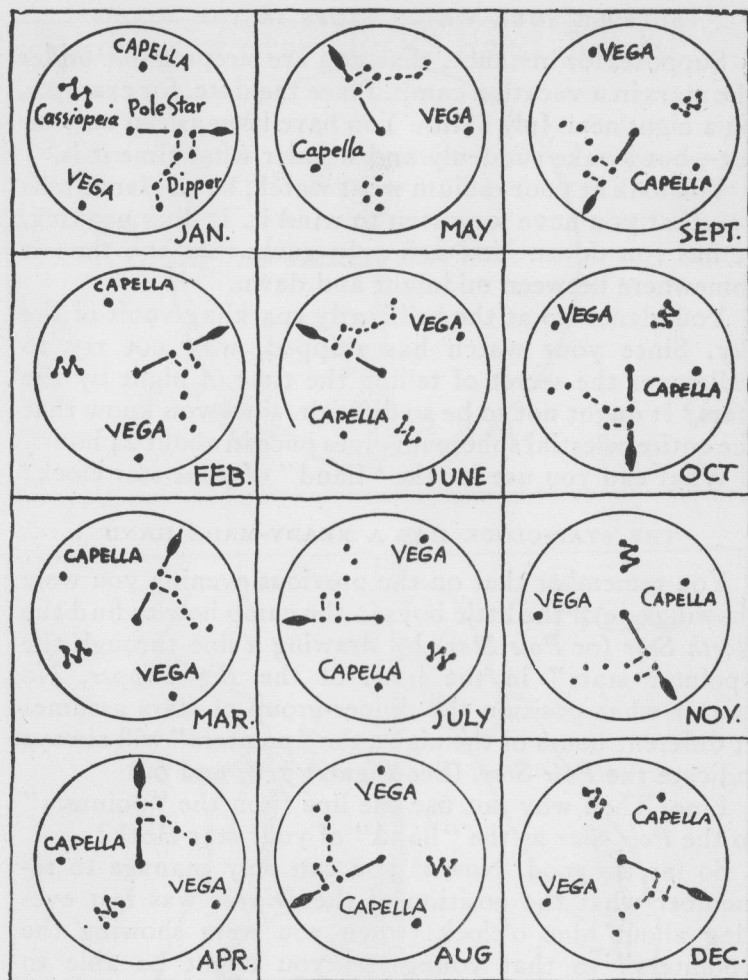 CAPELLA
Cassiopeia
Pole Star
VEGA
Dipper
JAN.
CAPELLA
VEGA
FEB.
CAPELLA
VEGA
MAR.
CAPELLA
VEGA
APR.
VEGA
Capella
MAY
VEGA
CAPELLA
JUNE
VEGA
CAPELLA
JULY
VEGA
CAPELLA
AUG
VEGA
CAPELLA
SEPT.
VEGA
CAPELLA
OCT
VEGA
CAPELLA
NOV.
CAPELLA
VEGA
DEC.